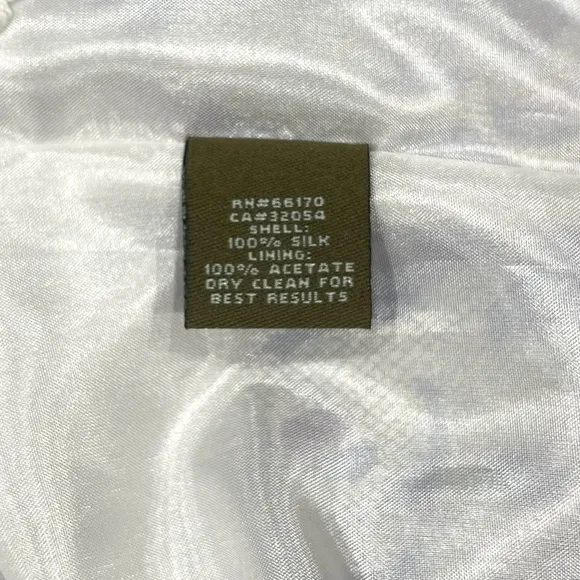 RN#66170
CA#32054
SHELL:
100% SILK
LINING:
100% ACETATE
DRY CLEAN FOR
BEST RESULTS